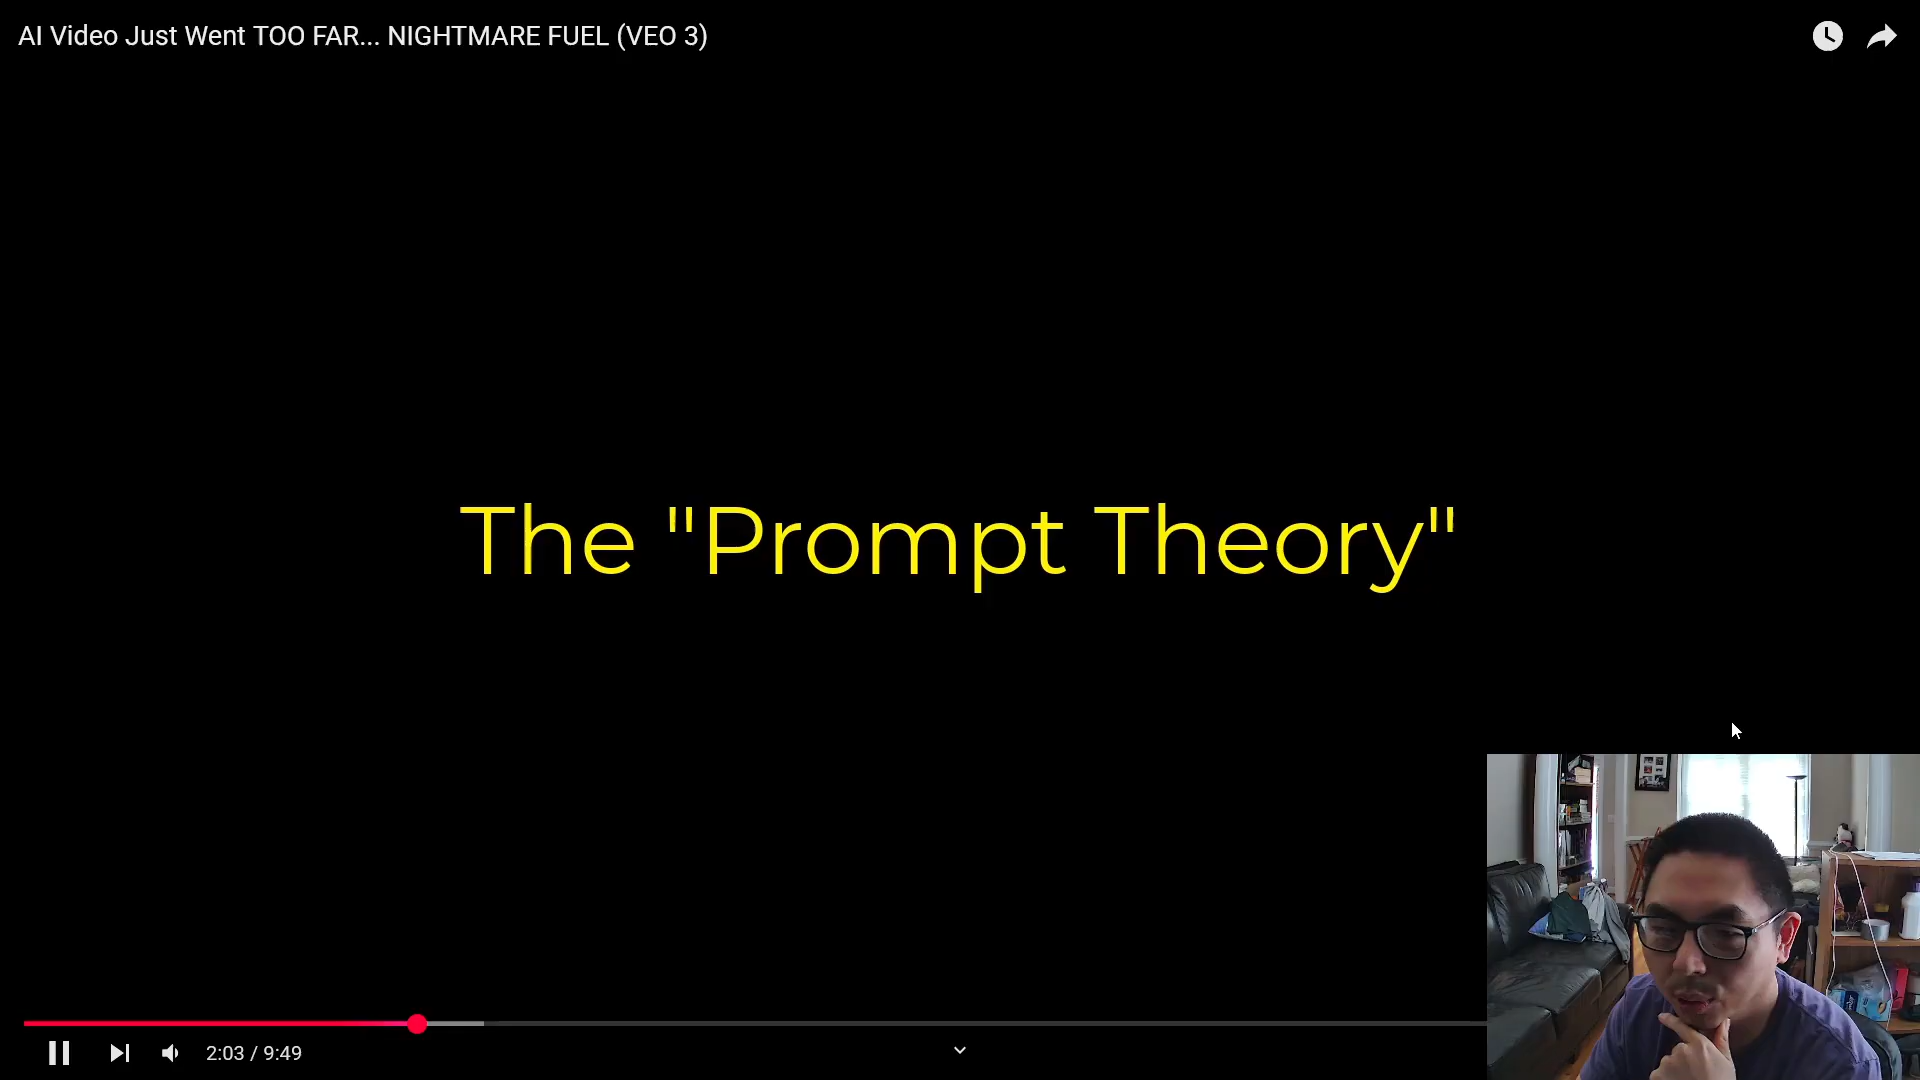 AI Video Just Went TOO FAR... NIGHTMARE FUEL (VEO 3)
The "Prompt Theory"
2:03 / 9:49